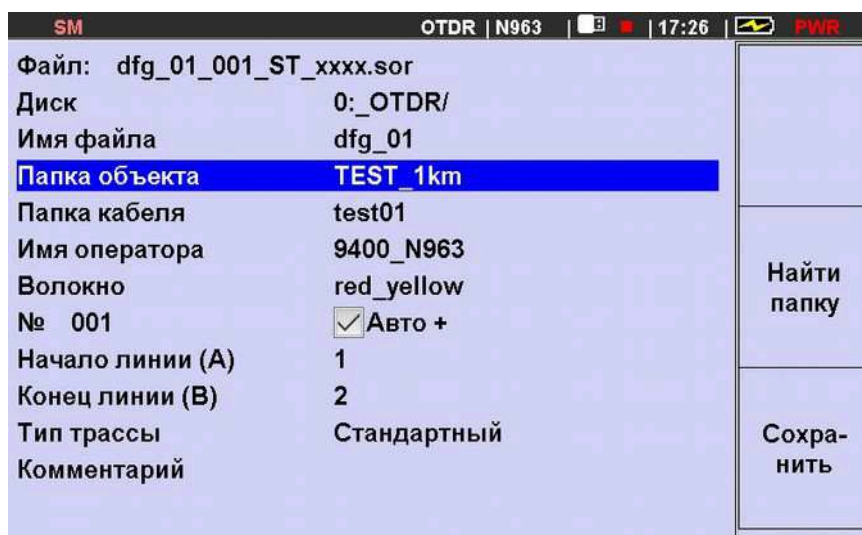 SM OTDR | N963 | | 17:26 | PWR
Файл: dfg_01_001_ST_xxxx.sor
Диск 0:_OTDR/
Имя файла dfg_01
Папка объекта TEST_1km
Папка кабеля test01
Имя оператора 9400_N963
Волокно red_yellow
№ 001 Авто +
Начало линии (A) 1
Конец линии (B) 2
Тип трассы Стандартный
Комментарий
Найти
папку
Сохра-
нить